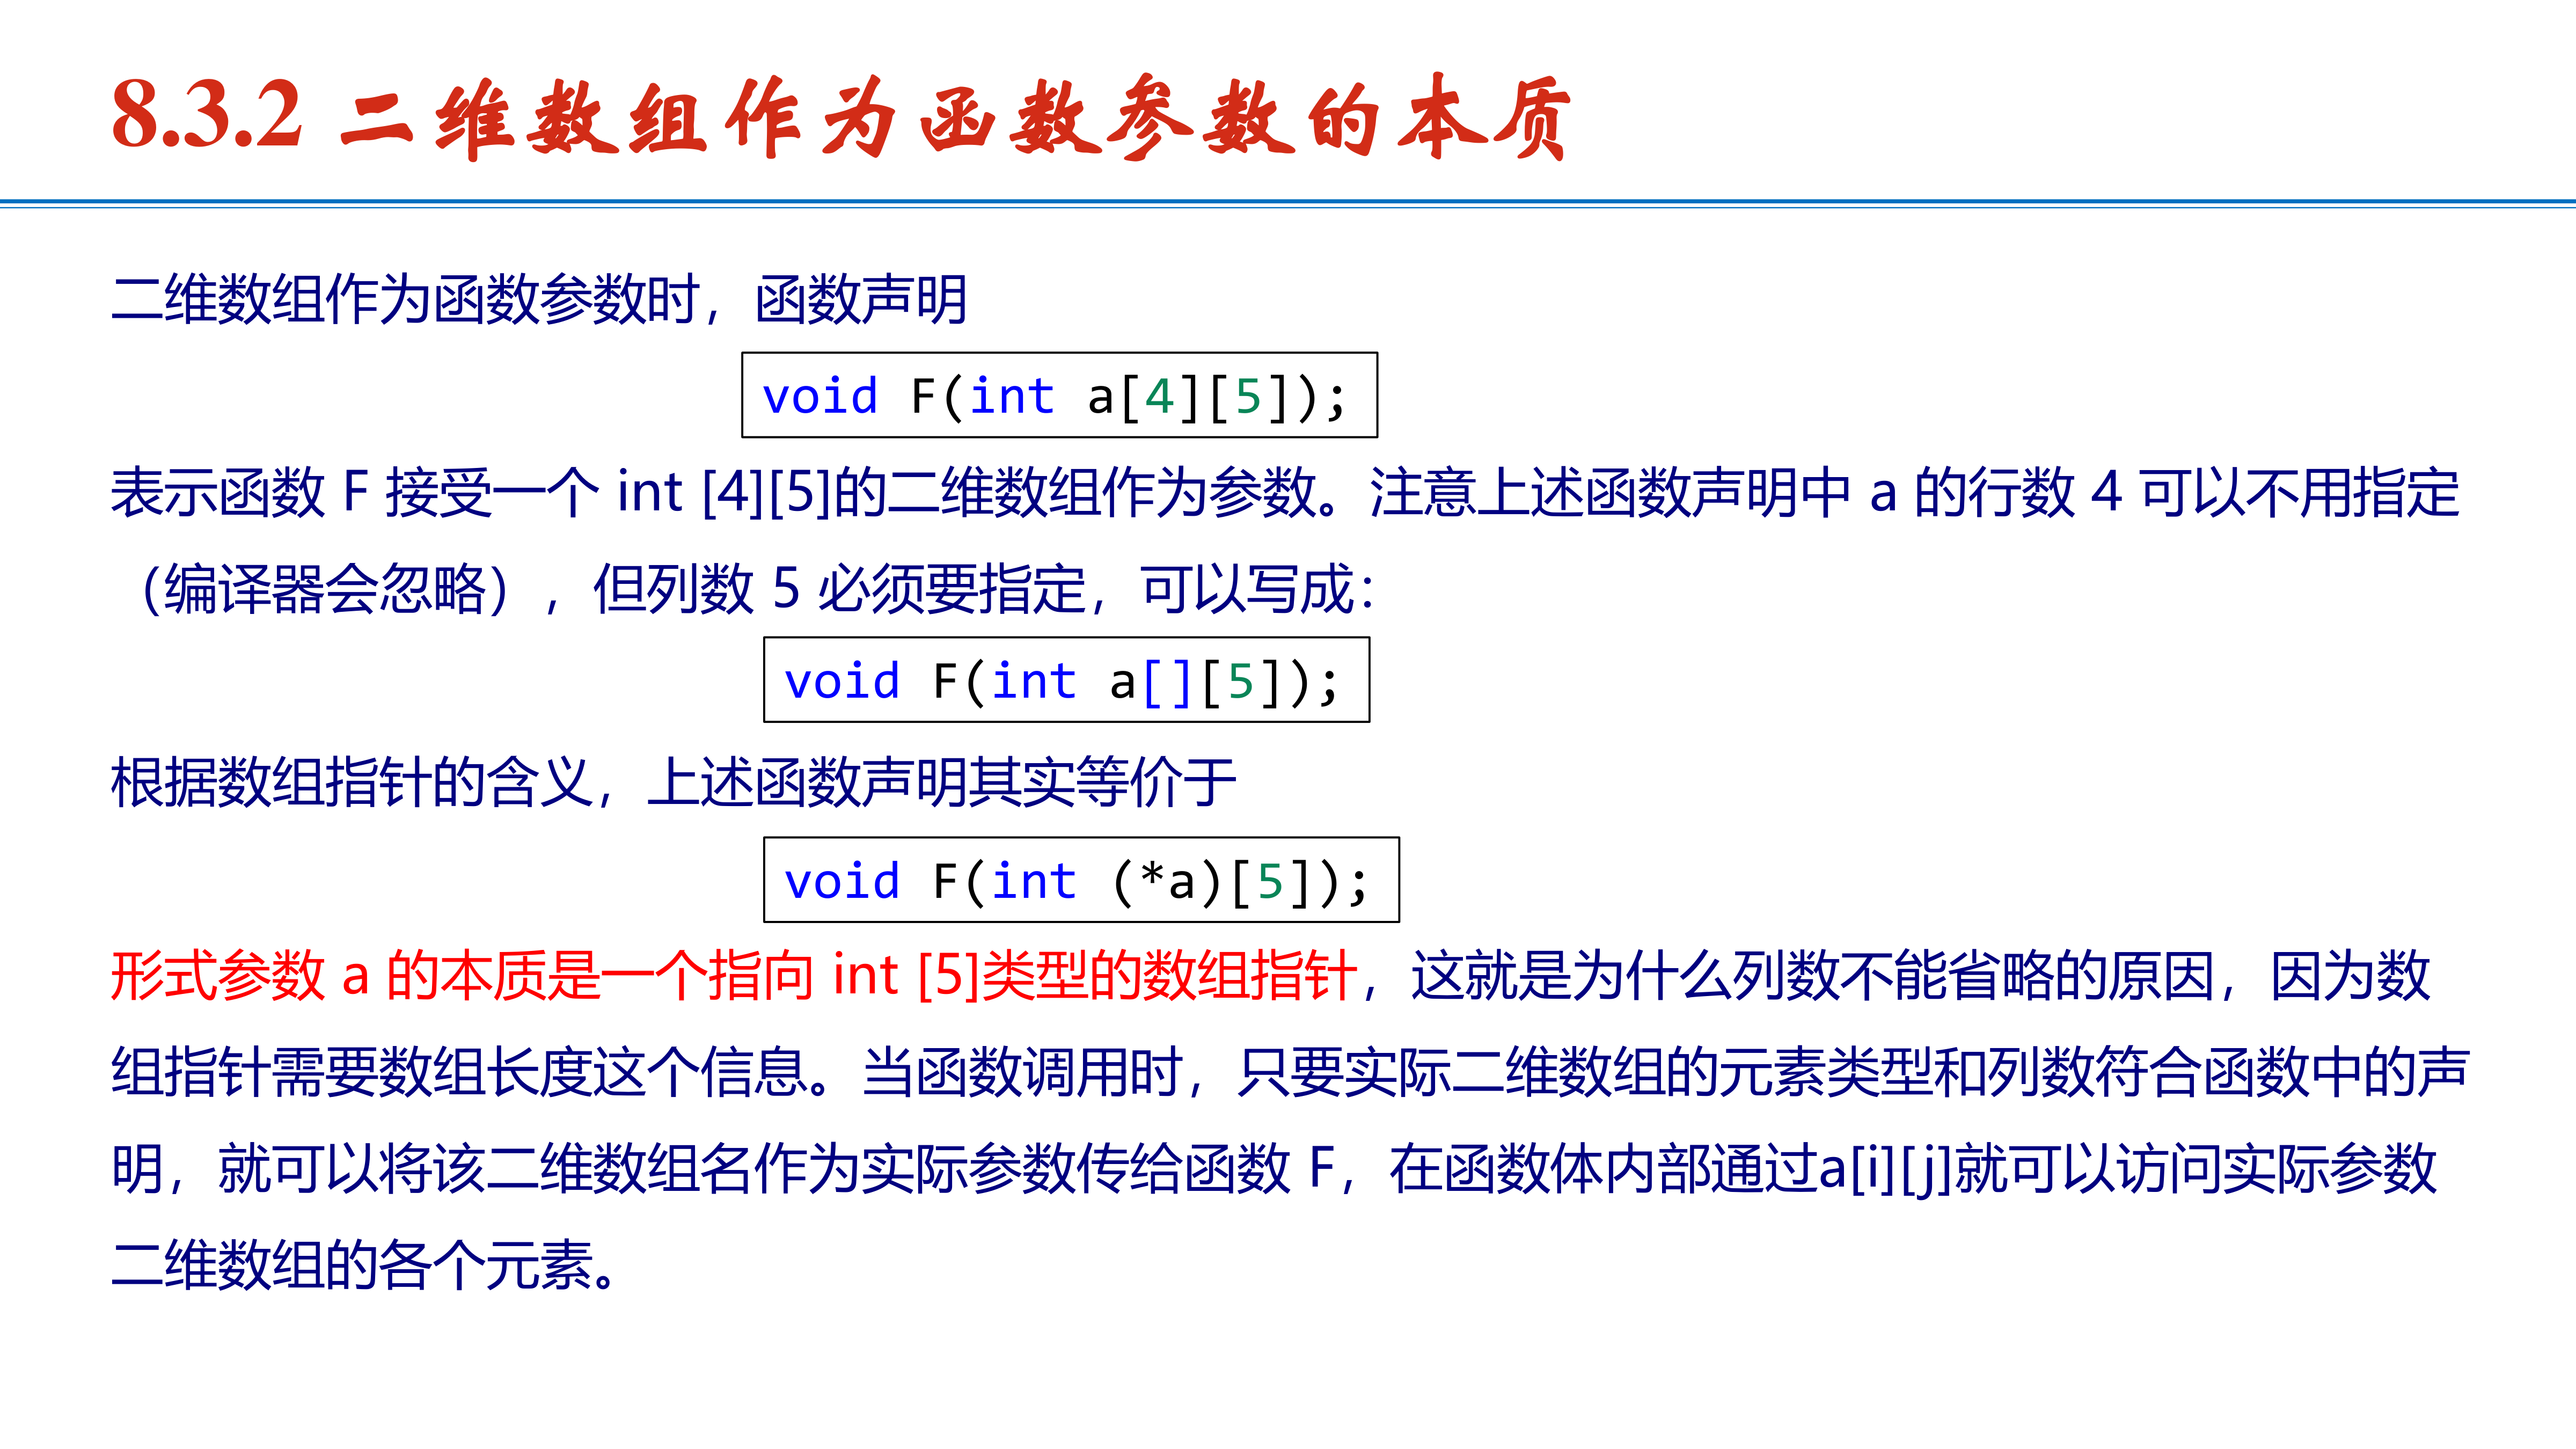 8.3.2 二维数组作为函数参数的本质
二维数组作为函数参数时，函数声明
void F(int a[4][5]);
表示函数 F 接受一个 int [4][5]的二维数组作为参数。注意上述函数声明中 a 的行数 4 可以不用指定
（编译器会忽略），但列数 5 必须要指定，可以写成：
void F(int a[][5]);
根据数组指针的含义，上述函数声明其实等价于
void F(int (*a)[5]);
形式参数 a 的本质是一个指向 int [5]类型的数组指针，这就是为什么列数不能省略的原因，因为数
组指针需要数组长度这个信息。当函数调用时，只要实际二维数组的元素类型和列数符合函数中的声
明，就可以将该二维数组名作为实际参数传给函数 F，在函数体内部通过a[i][j]就可以访问实际参数
二维数组的各个元素。